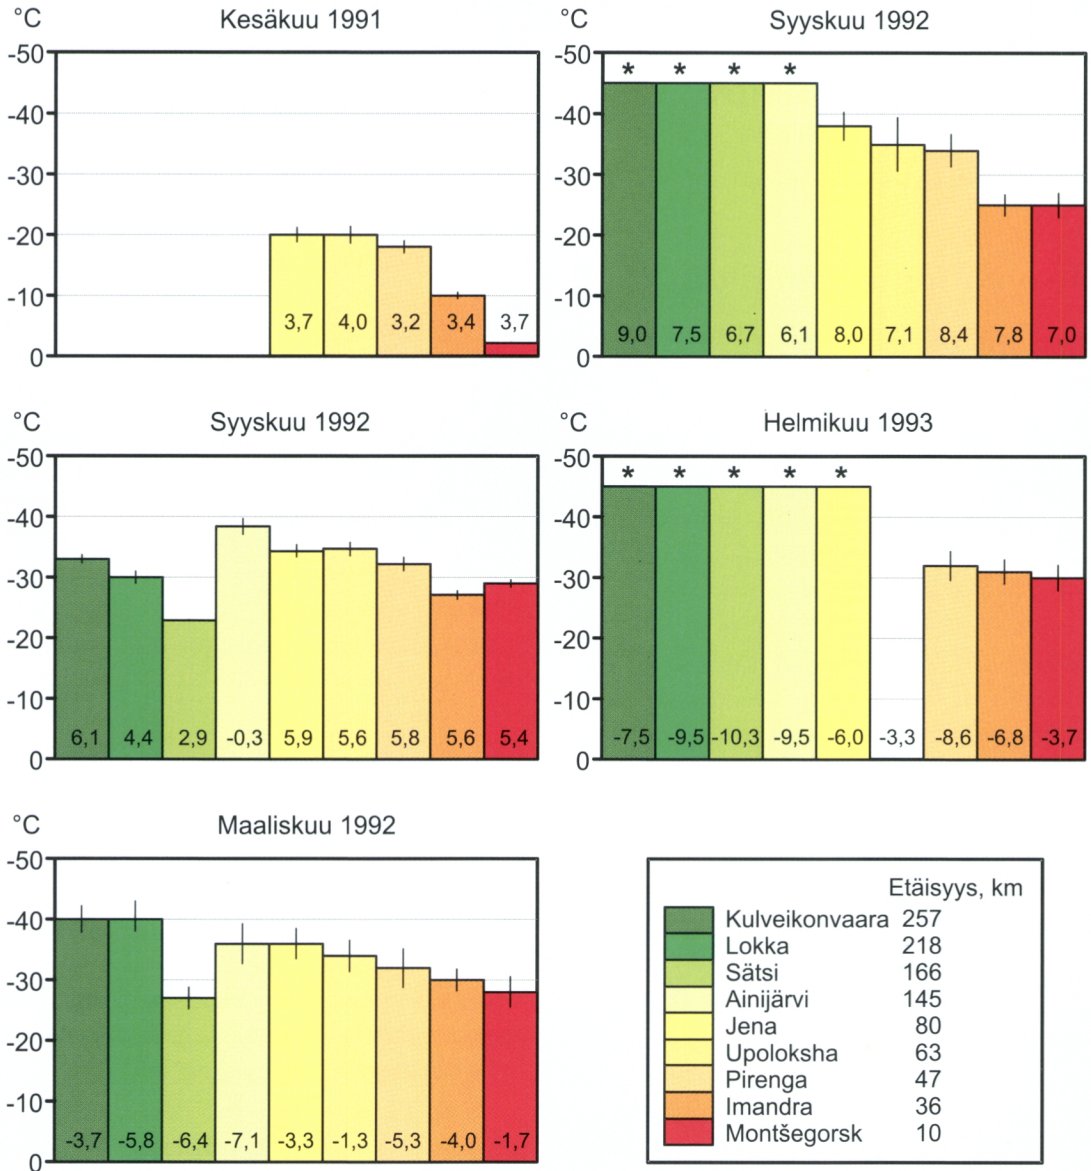 °C Kesäkuu 1991
-50
-40
-30
-20
-10
0
3,7 4,0 3,2 3,4 3,7
°C Syyskuu 1992
-50
-40
-30
-20
-10
0
* * * *
9,0 7,5 6,7 6,1 8,0 7,1 8,4 7,8 7,0
°C Syyskuu 1992
-50
-40
-30
-20
-10
0
6,1 4,4 2,9 -0,3 5,9 5,6 5,8 5,6 5,4
°C Helmikuu 1993
-50
-40
-30
-20
-10
0
* * * * *
-7,5 -9,5 -10,3 -9,5 -6,0 -3,3 -8,6 -6,8 -3,7
°C Maaliskuu 1992
-50
-40
-30
-20
-10
0
-3,7 -5,8 -6,4 -7,1 -3,3 -1,3 -5,3 -4,0 -1,7
Etäisyys, km
Kulveikonvaara 257
Lokka 218
Sätsi 166
Ainijärvi 145
Jena 80
Upoloksha 63
Pirenga 47
Imandra 36
Montšegorsk 10